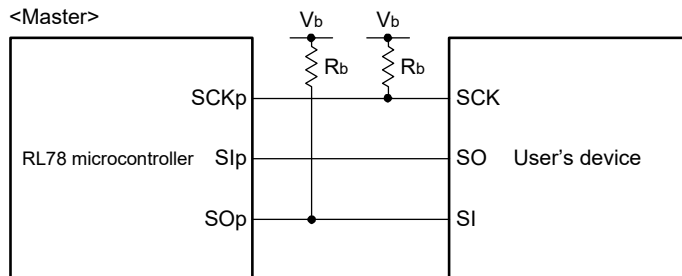 <Master>
Vb Vb
Rb Rb
SCKp SCK
RL78 microcontroller SIp SO User's device
SOp SI